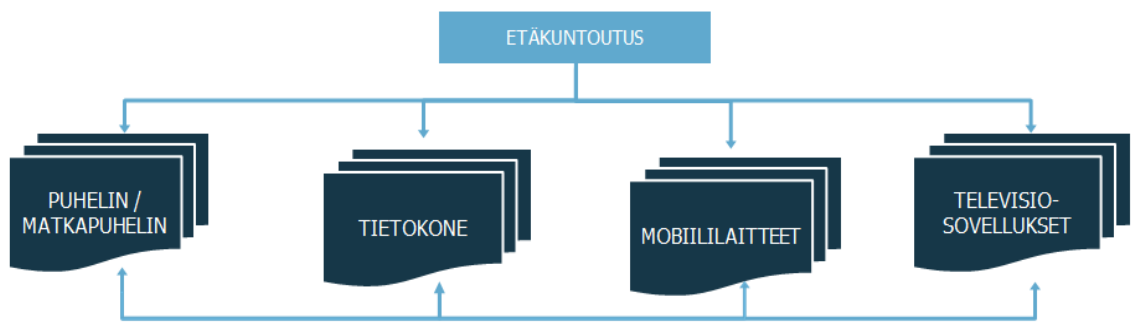 ETÄKUNTOUTUS
PUHELIN /
MATKAPUHELIN
TIETOKONE
MOBIILILAITTEET
TELEVISIO-
SOVELLUKSET